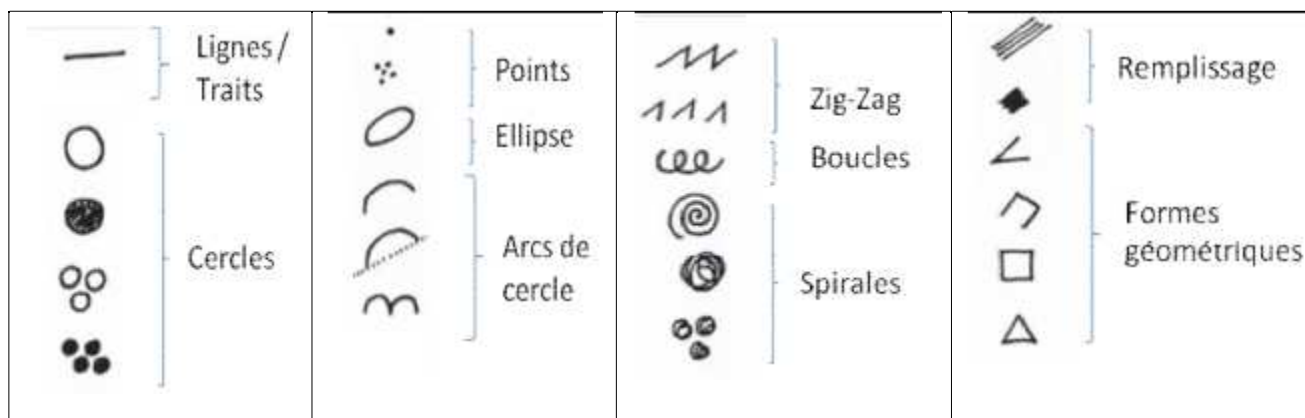 Lignes /
Traits
Cercles
Points
Ellipse
Arcs de
cercle
Zig-Zag
Boucles
Spirales
Remplissage
Formes
géométriques